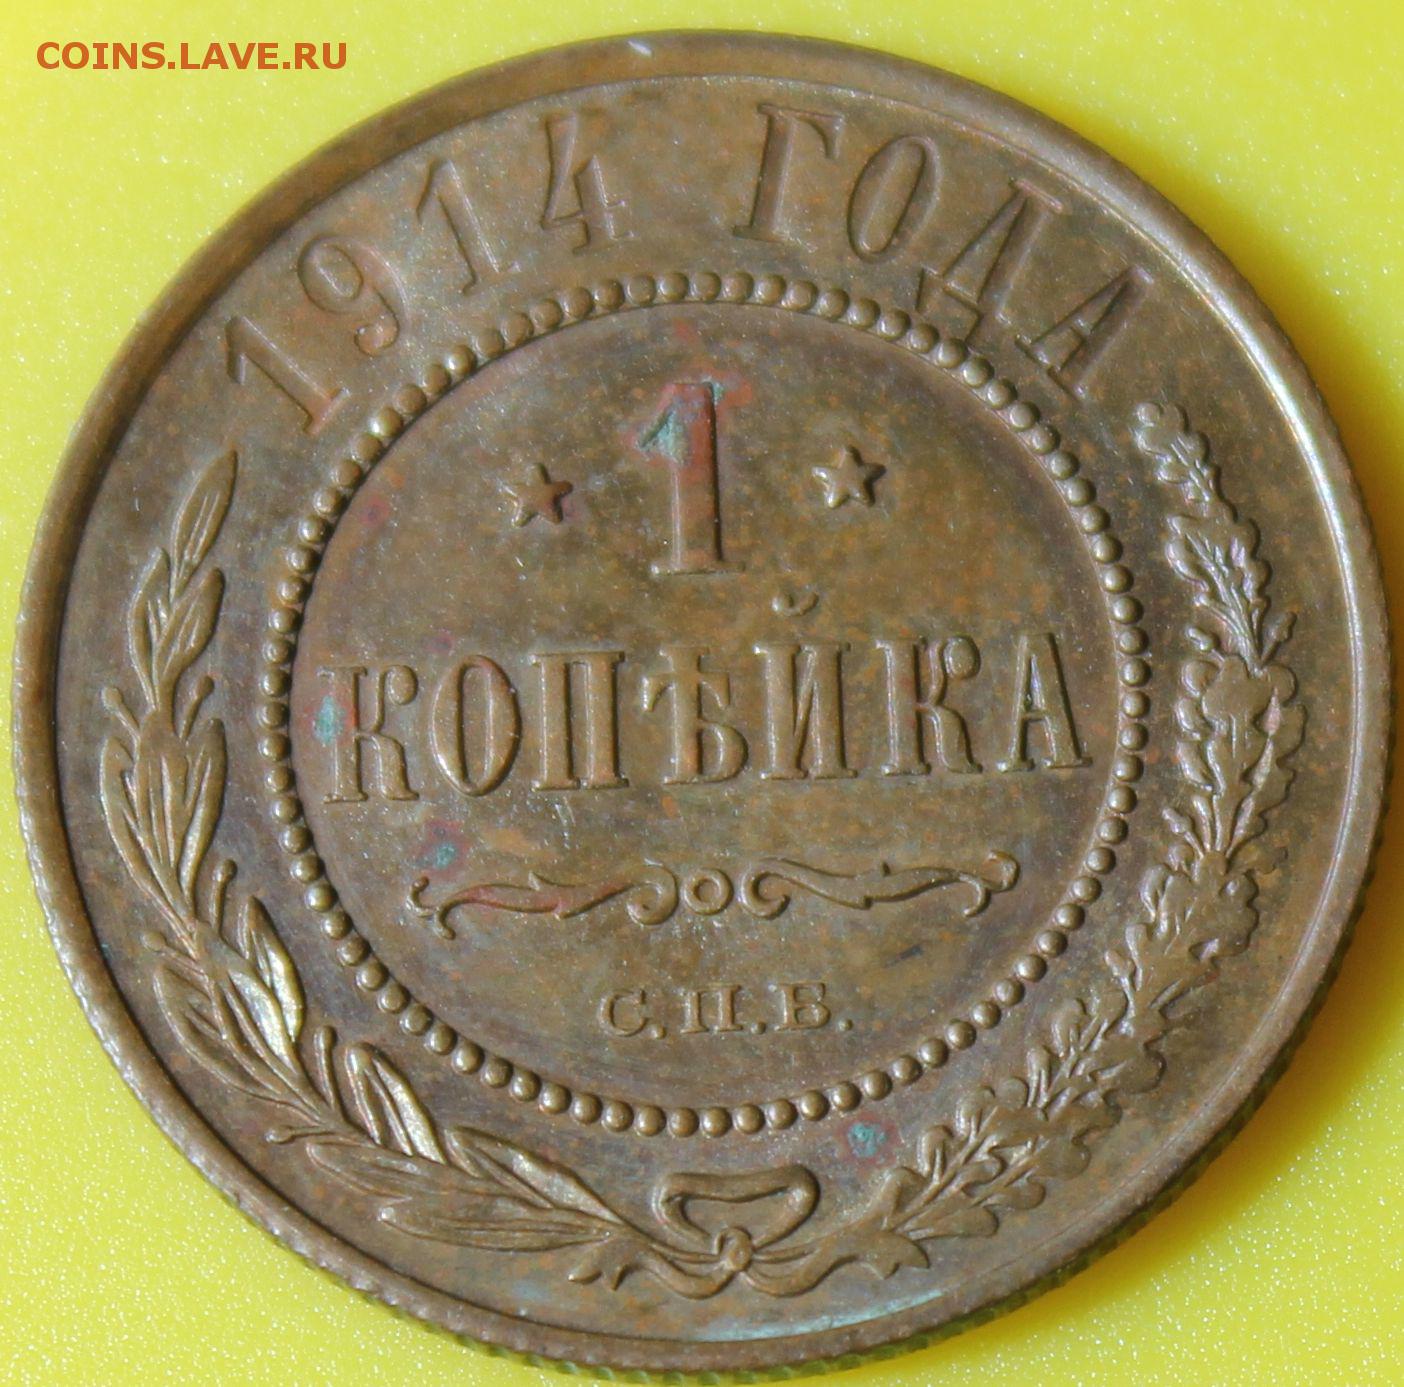 COINS.LAVE.RU
1914 ГОДА
1
КОПѢЙКА
С.П.Б.